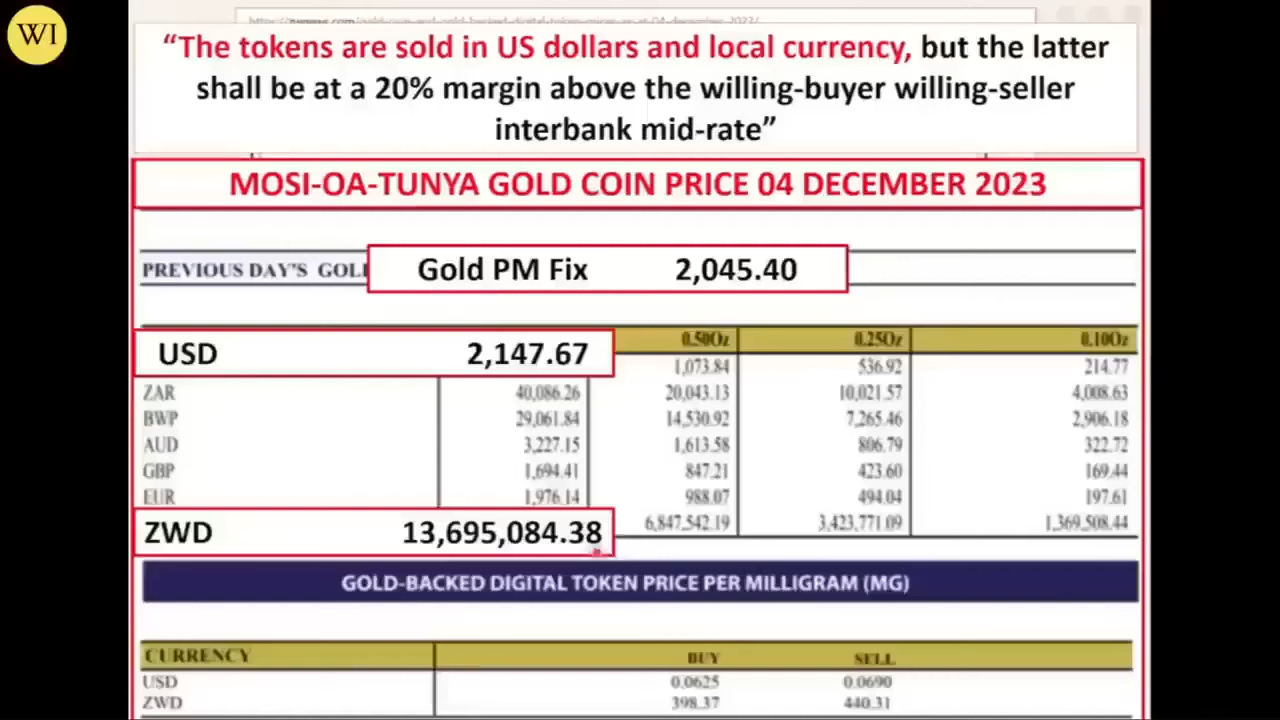 WI
“The tokens are sold in US dollars and local currency, but the latter
shall be at a 20% margin above the willing-buyer willing-seller
interbank mid-rate”
MOSI-OA-TUNYA GOLD COIN PRICE 04 DECEMBER 2023
PREVIOUS DAY'S Gold PM Fix 2,045.40
0.50Oz 0.25Oz 0.10Oz
USD 2,147.67 1,073.84 536.92 214.77
ZAR 40,086.26 20,043.13 10,021.57 4,008.63
BWP 29,061.84 14,530.92 7,265.46 2,906.18
AUD 3,227.15 1,613.58 806.79 322.72
GBP 1,694.41 847.21 423.60 169.44
EUR 1,976.14 988.07 494.04 197.61
ZWD 13,695,084.38 6,847,542.19 3,423,771.09 1,369,508.44
GOLD-BACKED DIGITAL TOKEN PRICE PER MILLIGRAM (MG)
CURRENCY BUY SELL
USD 0.0625 0.0690
ZWD 398.37 440.31